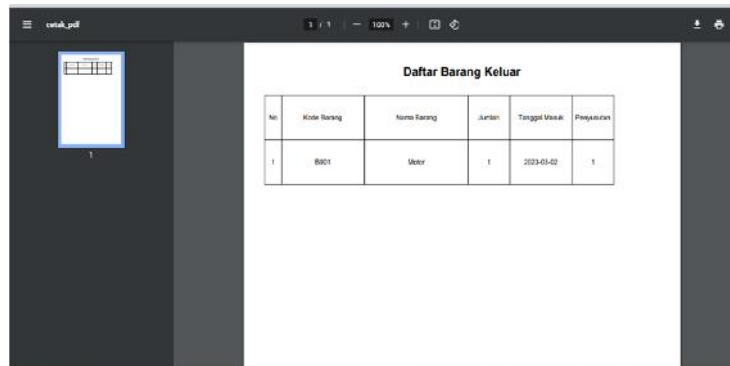 cetak_pdf
1 / 1 — 100% +
1
Daftar Barang Keluar
No Kode Barang Nama Barang Jumlah Tanggal Masuk Penyusutan
1 B001 Motor 1 2023-03-02 1